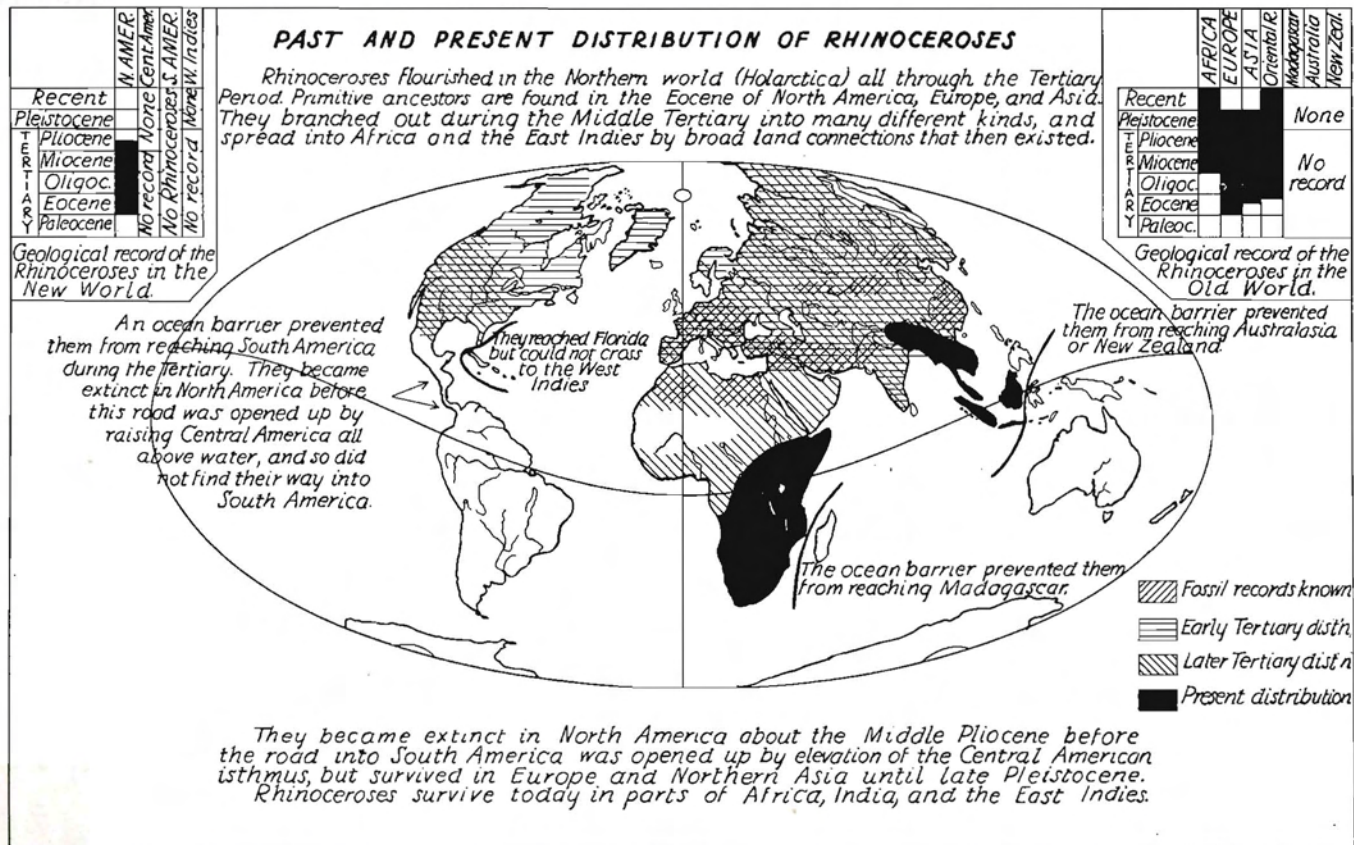 PAST AND PRESENT DISTRIBUTION OF RHINOCEROSES
Rhinoceroses flourished in the Northern world (Holarctica) all through the Tertiary
Period. Primitive ancestors are found in the Eocene of North America, Europe, and Asia.
They branched out during the Middle Tertiary into many different kinds, and
spread into Africa and the East Indies by broad land connections that then existed.
N. AMER.
No record None Cent Amer.
No Rhinoceroses S. AMER.
No record None W. Indies
Recent
Pleistocene
TERTIARY
Pliocene
Miocene
Oligoc.
Eocene
Paleocene
Geological record of the
Rhinoceroses in the
New World.
AFRICA
EUROPE
ASIA
Oriental R.
Madagascar
Australia
New Zeal.
Recent
Pleistocene
TERTIARY
Pliocene
Miocene
Oligoc.
Eocene
Paleoc.
None
No
record
Geological record of the
Rhinoceroses in the
Old World.
An ocean barrier prevented
them from reaching South America
during the Tertiary. They became
extinct in North America before
this road was opened up by
raising Central America all
above water, and so did
not find their way into
South America.
They reached Florida
but could not cross
to the West
Indies
The ocean barrier prevented
them from reaching Australasia
or New Zealand.
The ocean barrier prevented them
from reaching Madagascar.
Fossil records known
Early Tertiary dist'n,
Later Tertiary dist'n
Present distribution
They became extinct in North America about the Middle Pliocene before
the road into South America was opened up by elevation of the Central American
isthmus, but survived in Europe and Northern Asia until late Pleistocene.
Rhinoceroses survive today in parts of Africa, India, and the East Indies.